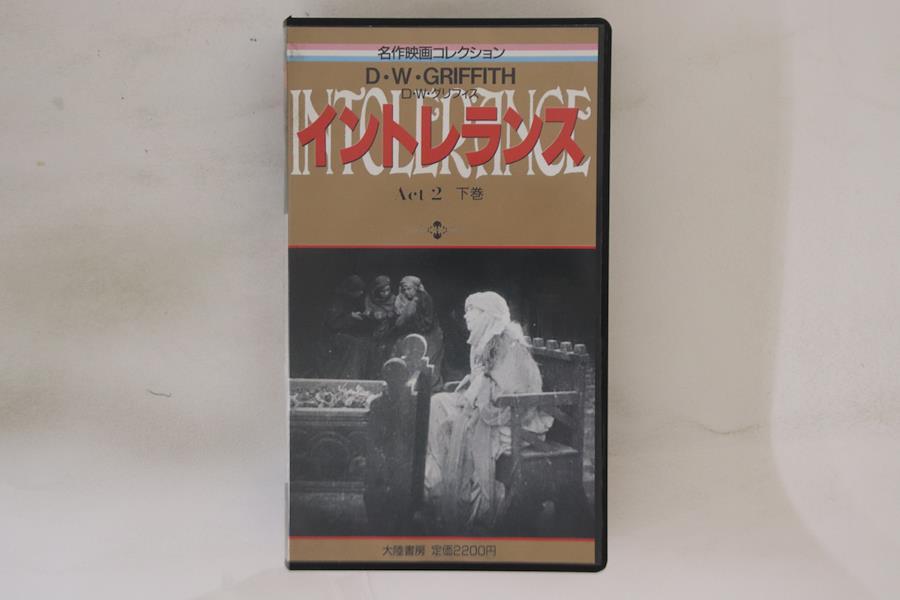 名作映画コレクション
D・W・GRIFFITH
D・W・グリフィス
INTOLERANCE
イントレランス
Act 2 下巻
大陸書房 定価2200円